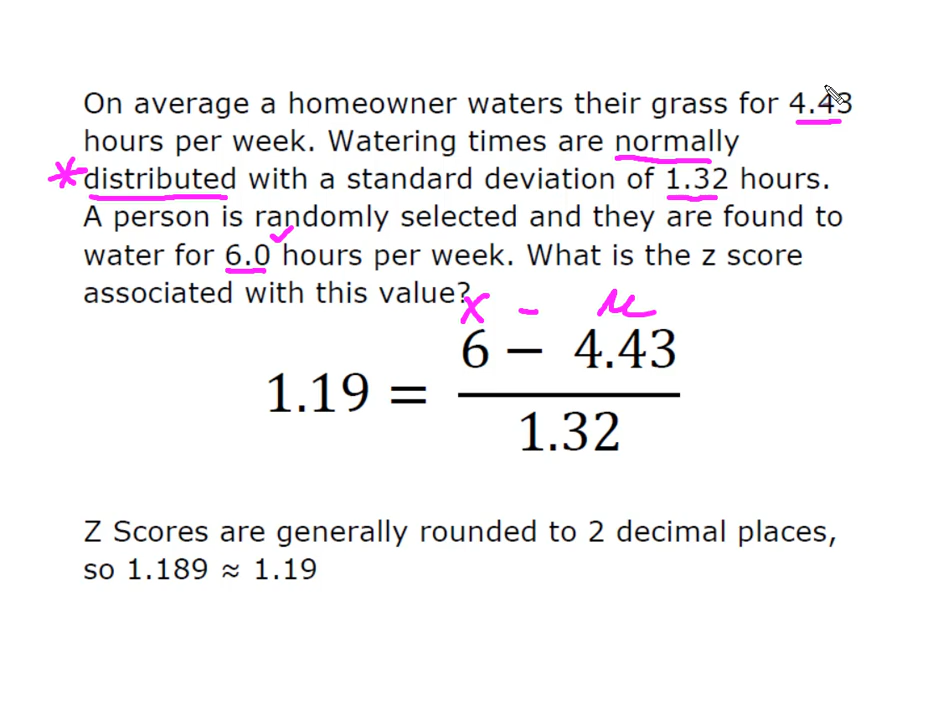 On average a homeowner waters their grass for 4.43
hours per week. Watering times are normally
* distributed with a standard deviation of 1.32 hours.
A person is randomly selected and they are found to
water for 6.0 hours per week. What is the z score
associated with this value?
x - μ
6 − 4.43
1.19 =
1.32
Z Scores are generally rounded to 2 decimal places,
so 1.189 ≈ 1.19